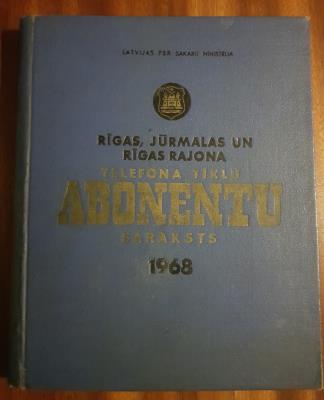 LATVIJAS PSR SAKARU MINISTRIJA
RĪGAS, JŪRMALAS UN
RĪGAS RAJONA
TELEFONA TĪKLU
ABONENTU
SARAKSTS
1968